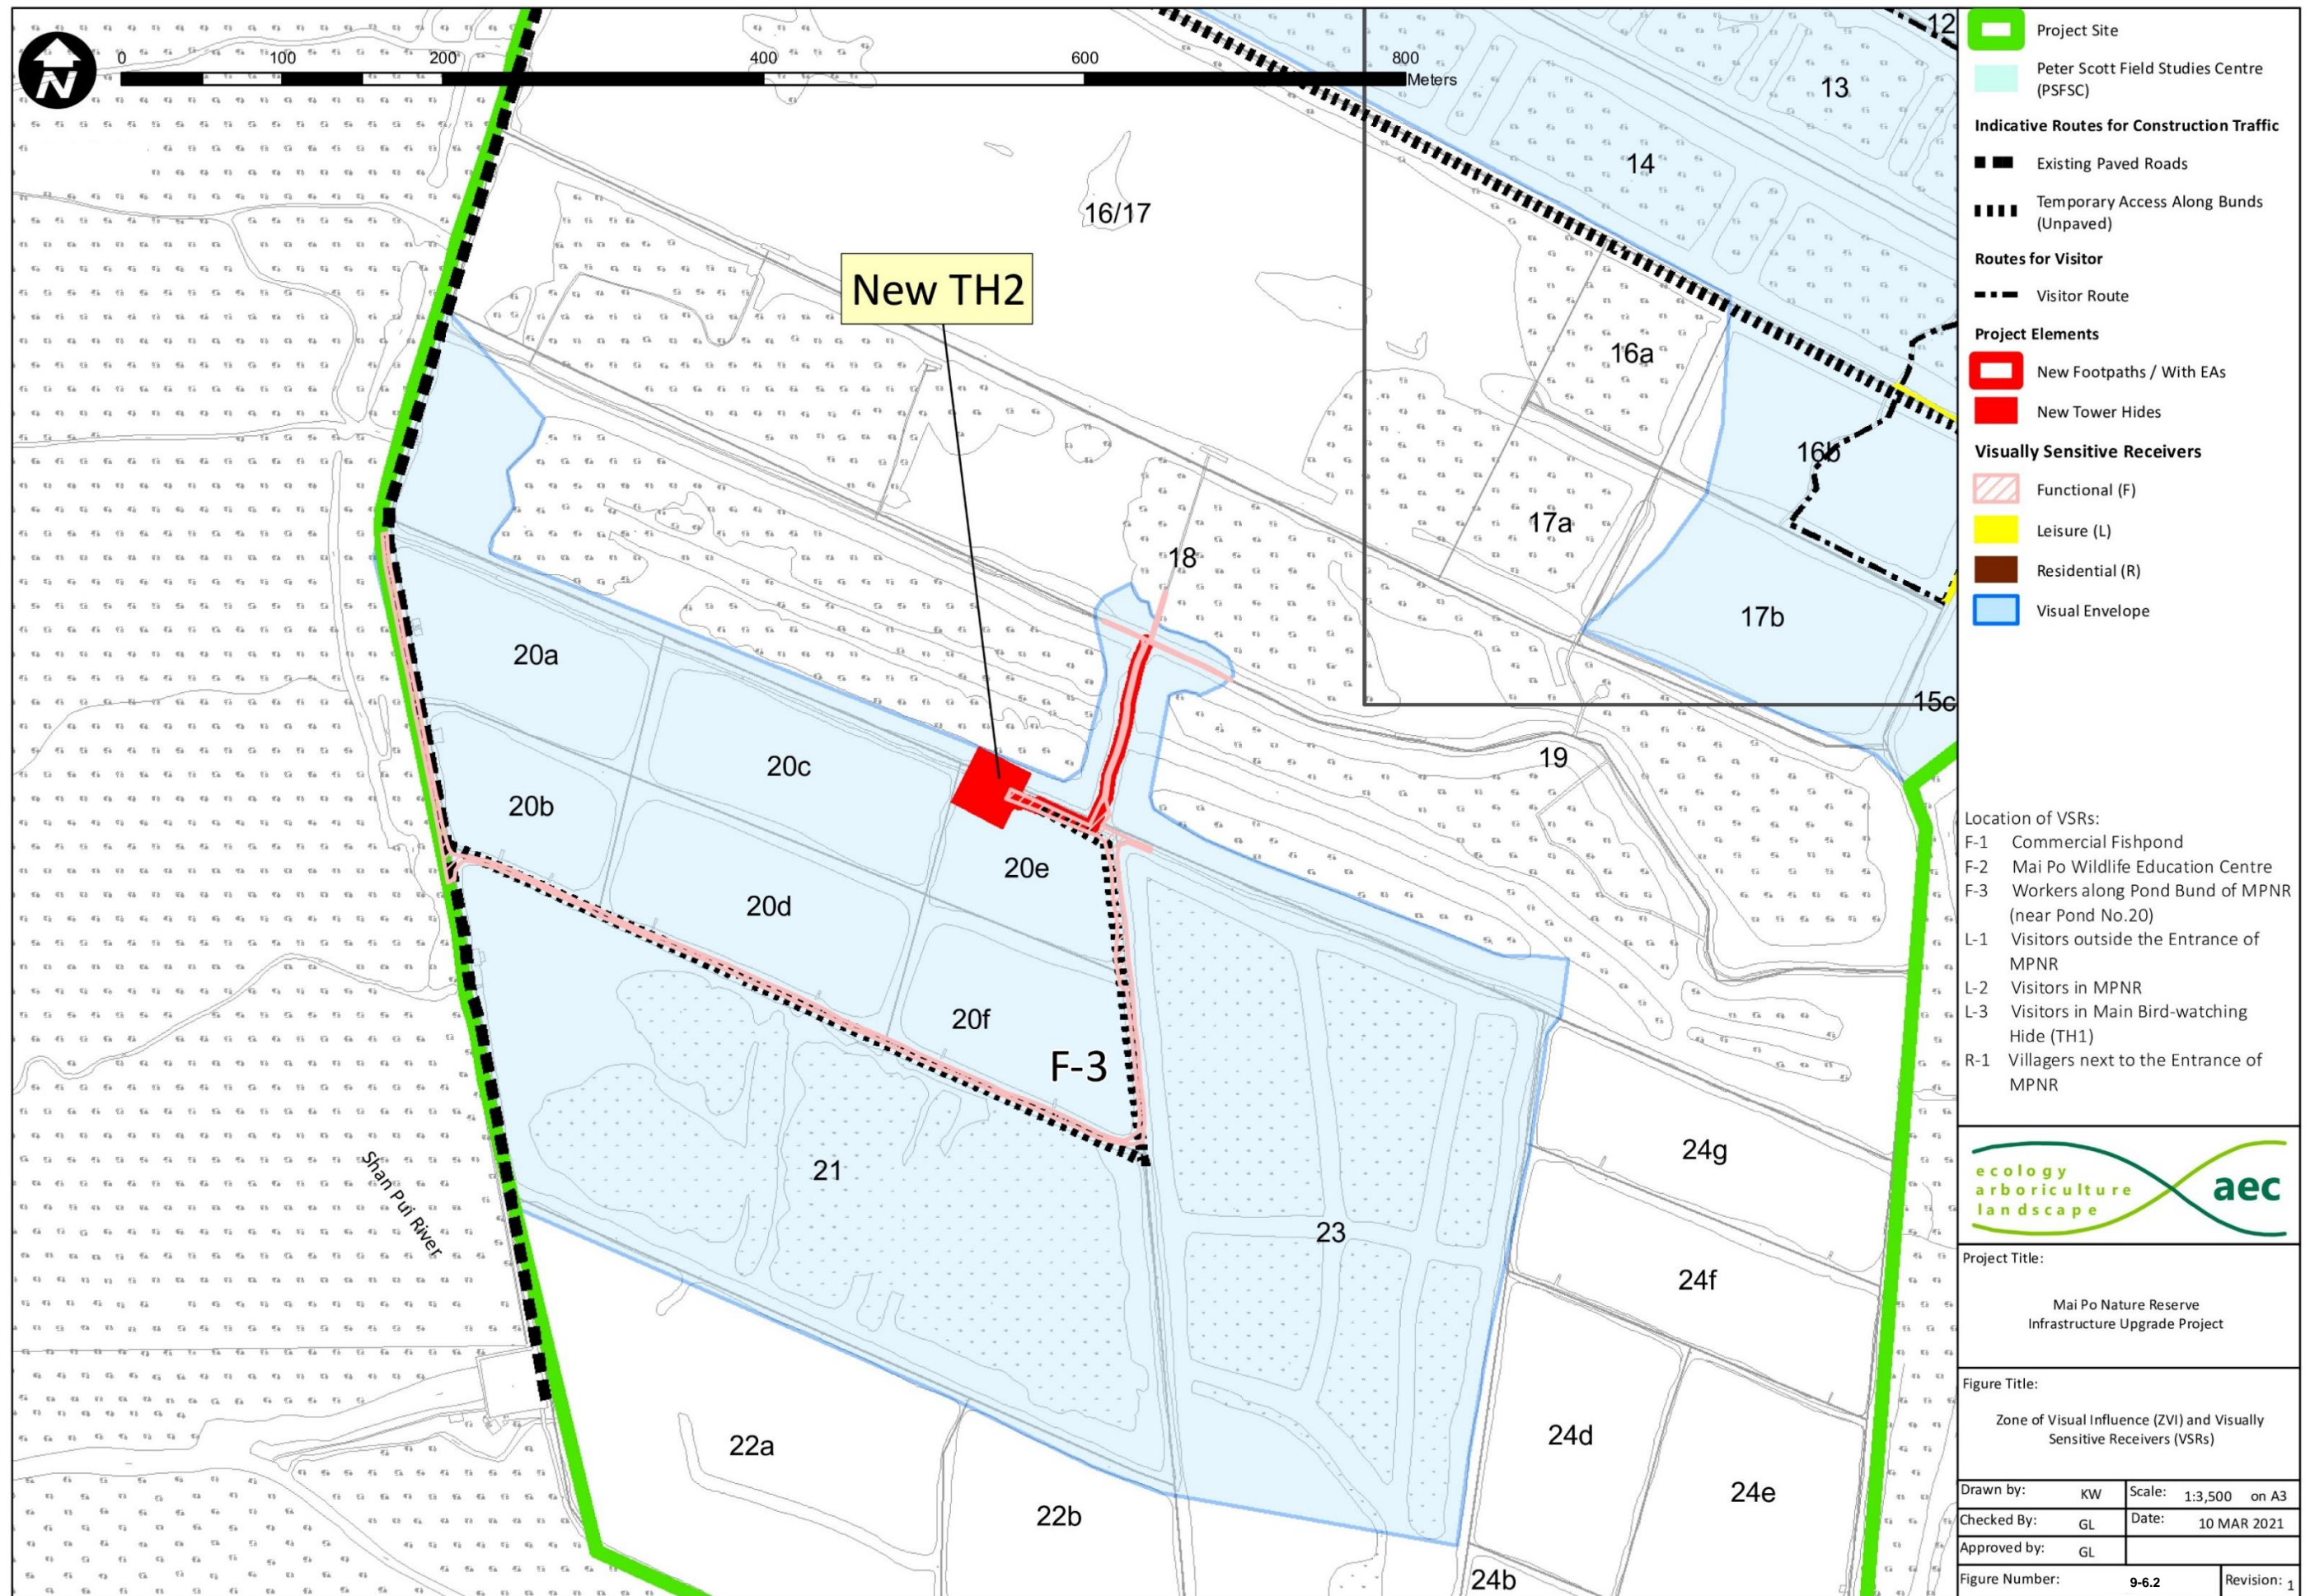 N
0 100 200 400 600 800
Meters
12
13
14
16/17
New TH2
16a
16b
17a
18
17b
15c
19
20a
20c
20b
20e
20d
20f
F-3
21
23
24g
24f
24d
24e
22a
22b
24b
Shan Pui River
Project Site
Peter Scott Field Studies Centre
(PSFSC)
Indicative Routes for Construction Traffic
Existing Paved Roads
Temporary Access Along Bunds
(Unpaved)
Routes for Visitor
Visitor Route
Project Elements
New Footpaths / With EAs
New Tower Hides
Visually Sensitive Receivers
Functional (F)
Leisure (L)
Residential (R)
Visual Envelope
Location of VSRs:
F-1 Commercial Fishpond
F-2 Mai Po Wildlife Education Centre
F-3 Workers along Pond Bund of MPNR
(near Pond No.20)
L-1 Visitors outside the Entrance of
MPNR
L-2 Visitors in MPNR
L-3 Visitors in Main Bird-watching
Hide (TH1)
R-1 Villagers next to the Entrance of
MPNR
ecology
arboriculture
landscape
aec
Project Title:
Mai Po Nature Reserve
Infrastructure Upgrade Project
Figure Title:
Zone of Visual Influence (ZVI) and Visually
Sensitive Receivers (VSRs)
Drawn by: KW Scale: 1:3,500 on A3
Checked By: GL Date: 10 MAR 2021
Approved by: GL
Figure Number: 9-6.2 Revision: 1